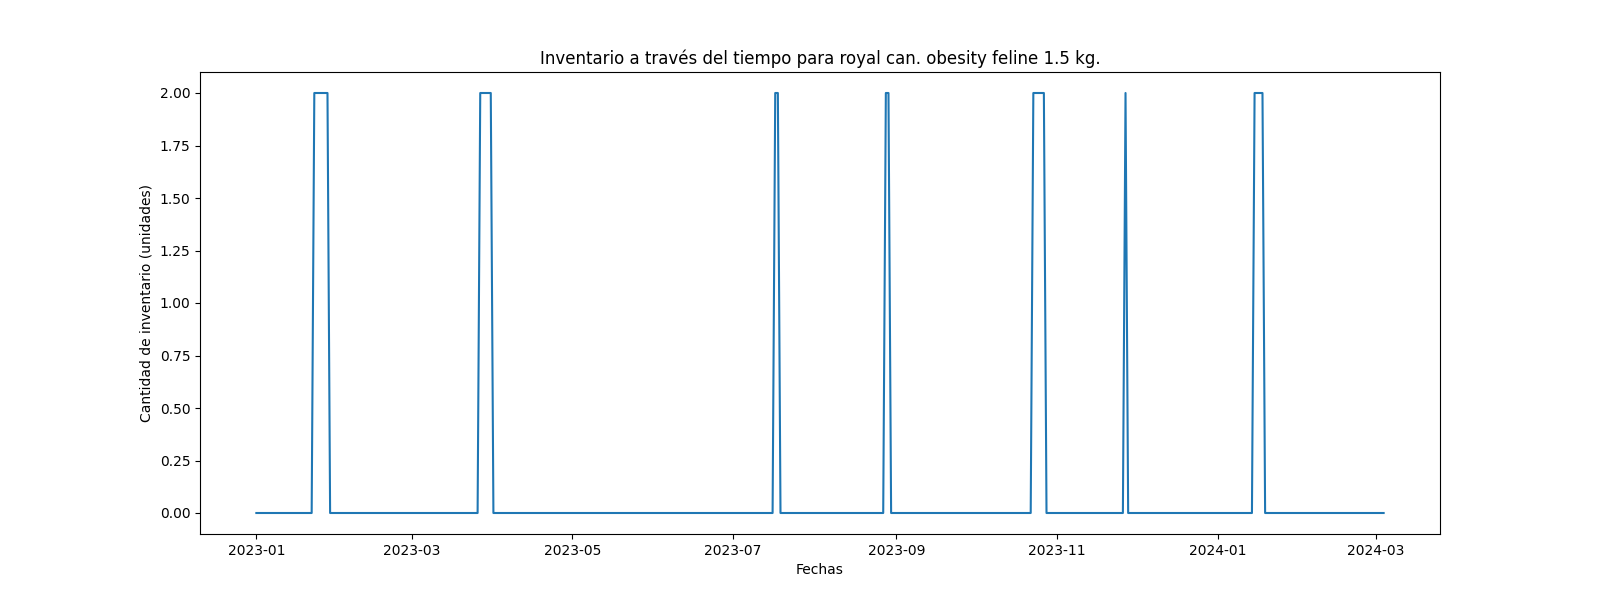 Inventario a través del tiempo para royal can. obesity feline 1.5 kg.
Cantidad de inventario (unidades)
2.00
1.75
1.50
1.25
1.00
0.75
0.50
0.25
0.00
2023-01 2023-03 2023-05 2023-07 2023-09 2023-11 2024-01 2024-03
Fechas